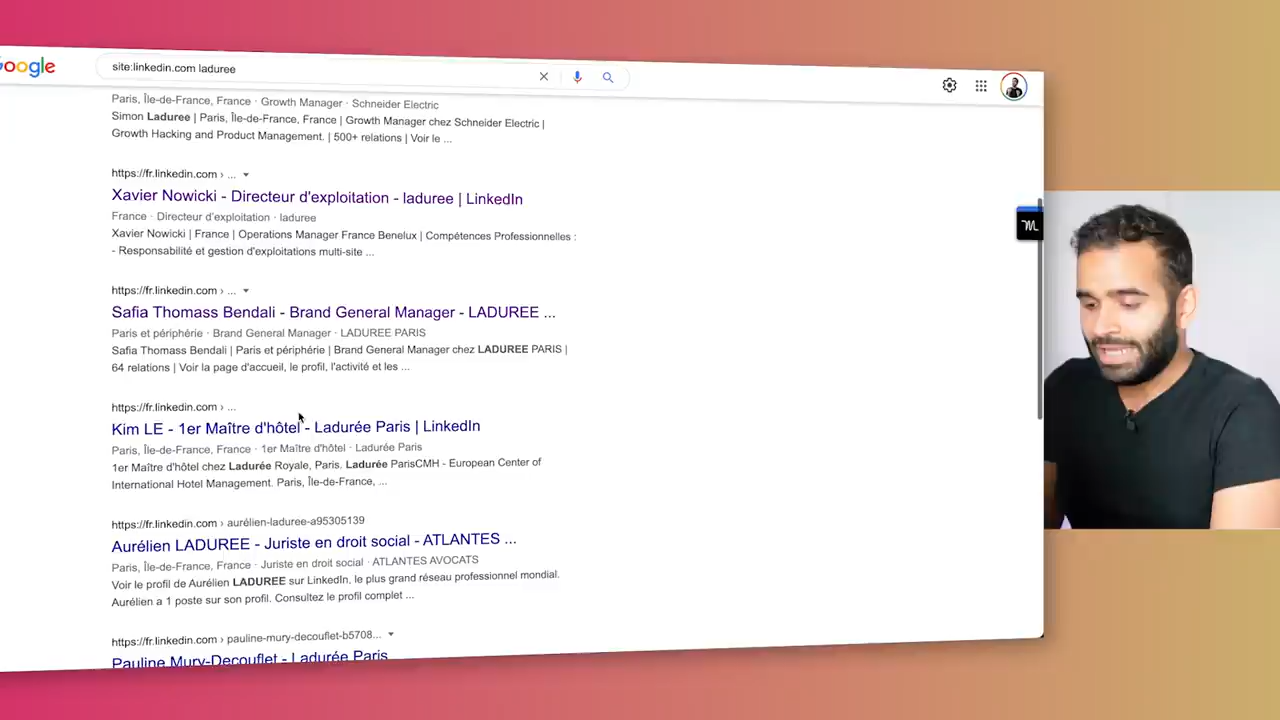 Google
site:linkedin.com laduree
Paris, Île-de-France, France · Growth Manager · Schneider Electric
Simon Laduree | Paris, Île-de-France, France | Growth Manager chez Schneider Electric |
Growth Hacking and Product Management. | 500+ relations | Voir le ...
https://fr.linkedin.com › ...
Xavier Nowicki - Directeur d'exploitation - laduree | LinkedIn
France · Directeur d'exploitation · laduree
Xavier Nowicki | France | Operations Manager France Benelux | Compétences Professionnelles :
- Responsabilité et gestion d'exploitations multi-site ...
https://fr.linkedin.com › ...
Safia Thomass Bendali - Brand General Manager - LADUREE ...
Paris et périphérie · Brand General Manager · LADUREE PARIS
Safia Thomass Bendali | Paris et périphérie | Brand General Manager chez LADUREE PARIS |
64 relations | Voir la page d'accueil, le profil, l'activité et les ...
https://fr.linkedin.com › ...
Kim LE - 1er Maître d'hôtel - Ladurée Paris | LinkedIn
Paris, Île-de-France, France · 1er Maître d'hôtel · Ladurée Paris
1er Maître d'hôtel chez Ladurée Royale, Paris. Ladurée ParisCMH - European Center of
International Hotel Management. Paris, Île-de-France, ...
https://fr.linkedin.com › aurélien-laduree-a95305139
Aurélien LADUREE - Juriste en droit social - ATLANTES ...
Paris, Île-de-France, France · Juriste en droit social · ATLANTES AVOCATS
Voir le profil de Aurélien LADUREE sur LinkedIn, le plus grand réseau professionnel mondial.
Aurélien a 1 poste sur son profil. Consultez le profil complet ...
https://fr.linkedin.com › pauline-mury-decouflet-b5708...
Pauline Mury-Decouflet - Ladurée Paris